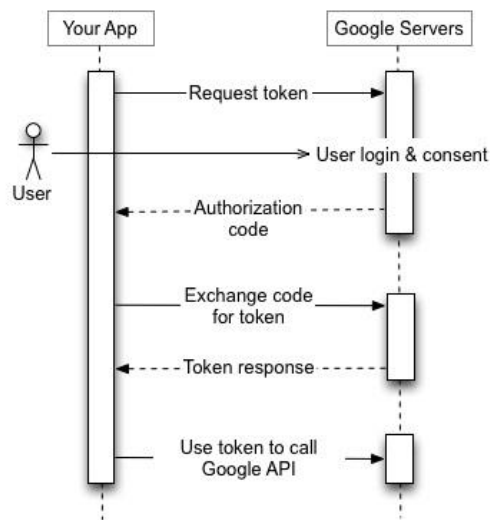 Your App
Google Servers
Request token
User login & consent
User
Authorization
code
Exchange code
for token
Token response
Use token to call
Google API